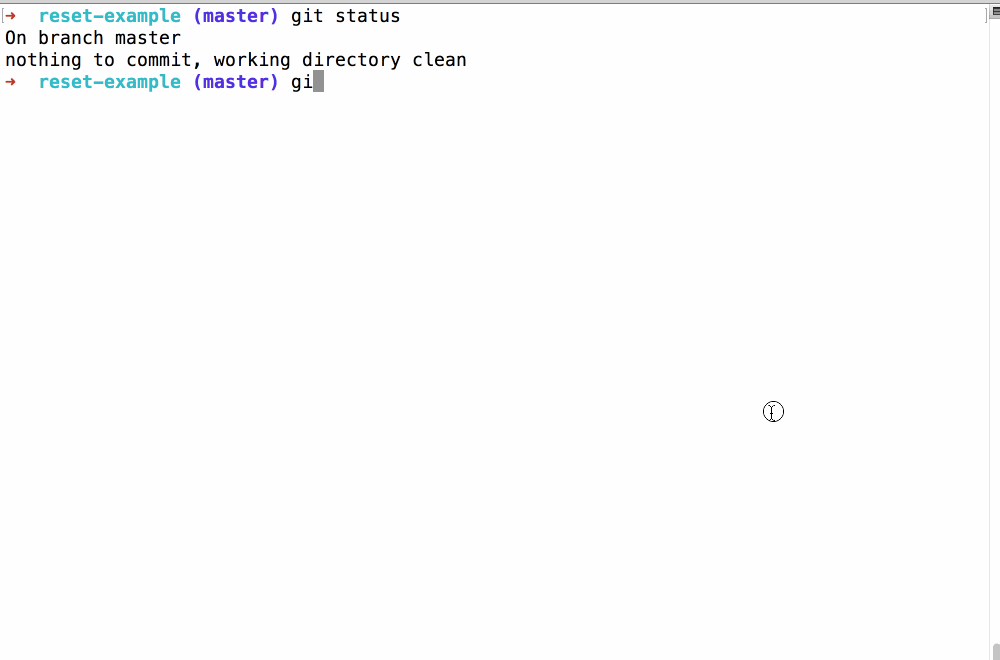 ➜ reset-example (master) git status
On branch master
nothing to commit, working directory clean
➜ reset-example (master) gi